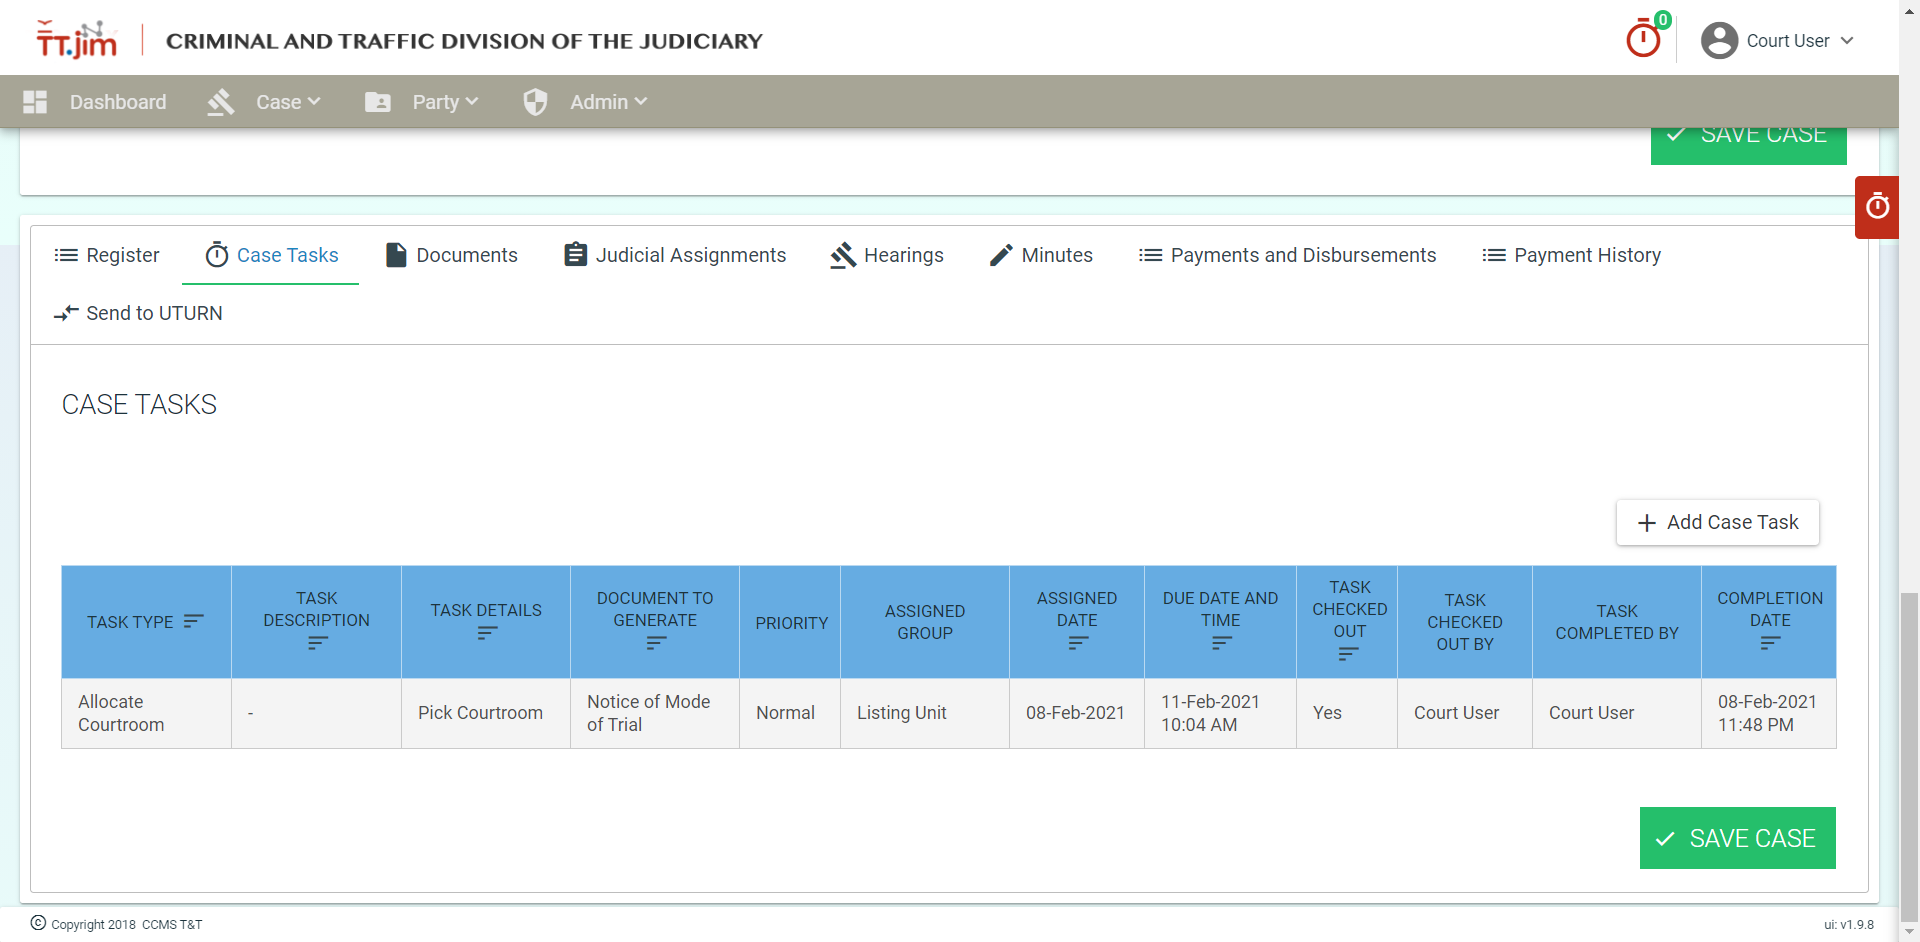 TT.jim
CRIMINAL AND TRAFFIC DIVISION OF THE JUDICIARY
0
Court User
Dashboard
Case
Party
Admin
SAVE CASE
Register
Case Tasks
Documents
Judicial Assignments
Hearings
Minutes
Payments and Disbursements
Payment History
Send to UTURN
CASE TASKS
Add Case Task
TASK TYPE
TASK
DESCRIPTION
TASK DETAILS
DOCUMENT TO
GENERATE
PRIORITY
ASSIGNED
GROUP
ASSIGNED
DATE
DUE DATE AND
TIME
TASK
CHECKED
OUT
TASK
CHECKED
OUT BY
TASK
COMPLETED BY
COMPLETION
DATE
Allocate
Courtroom
-
Pick Courtroom
Notice of Mode
of Trial
Normal
Listing Unit
08-Feb-2021
11-Feb-2021
10:04 AM
Yes
Court User
Court User
08-Feb-2021
11:48 PM
SAVE CASE
© Copyright 2018 CCMS T&T
ui: v1.9.8